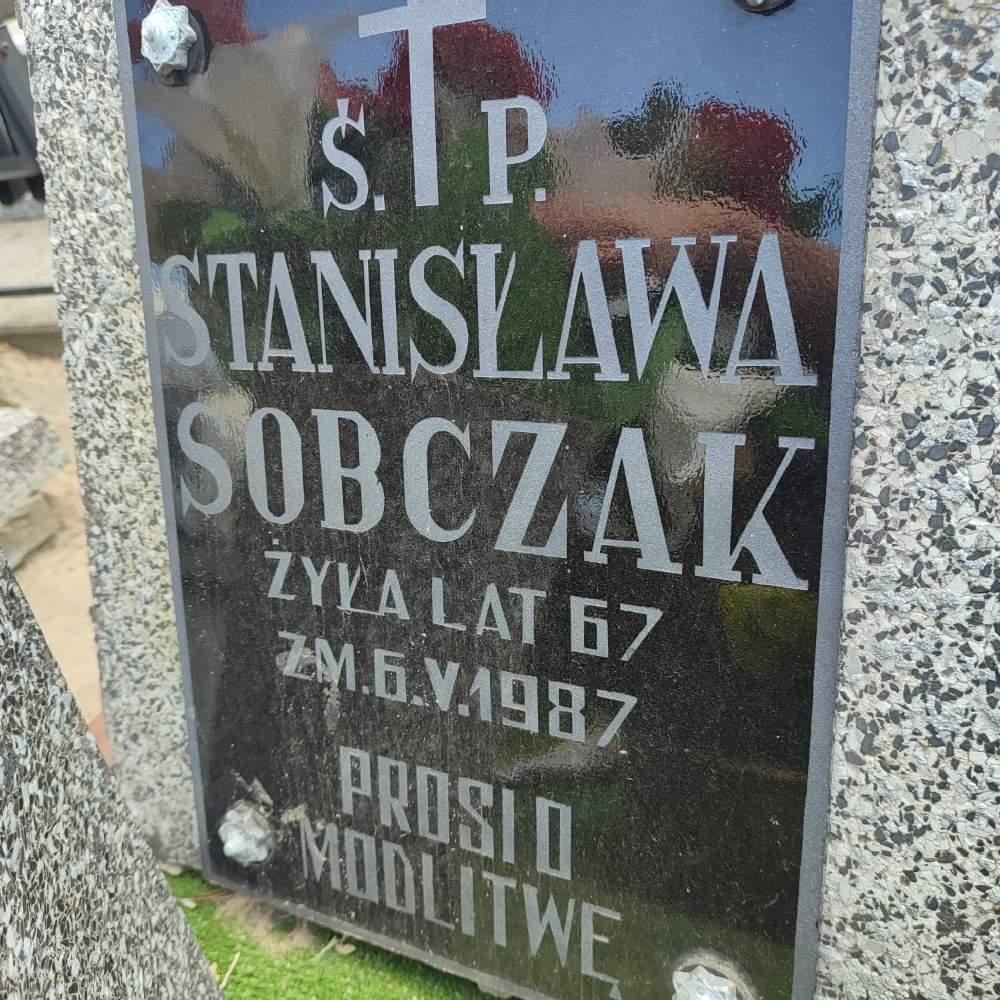 Ś. P.
STANISŁAWA
SOBCZAK
ŻYŁA LAT 67
ZM. 6.V.1987
PROSI O
MODLITWĘ